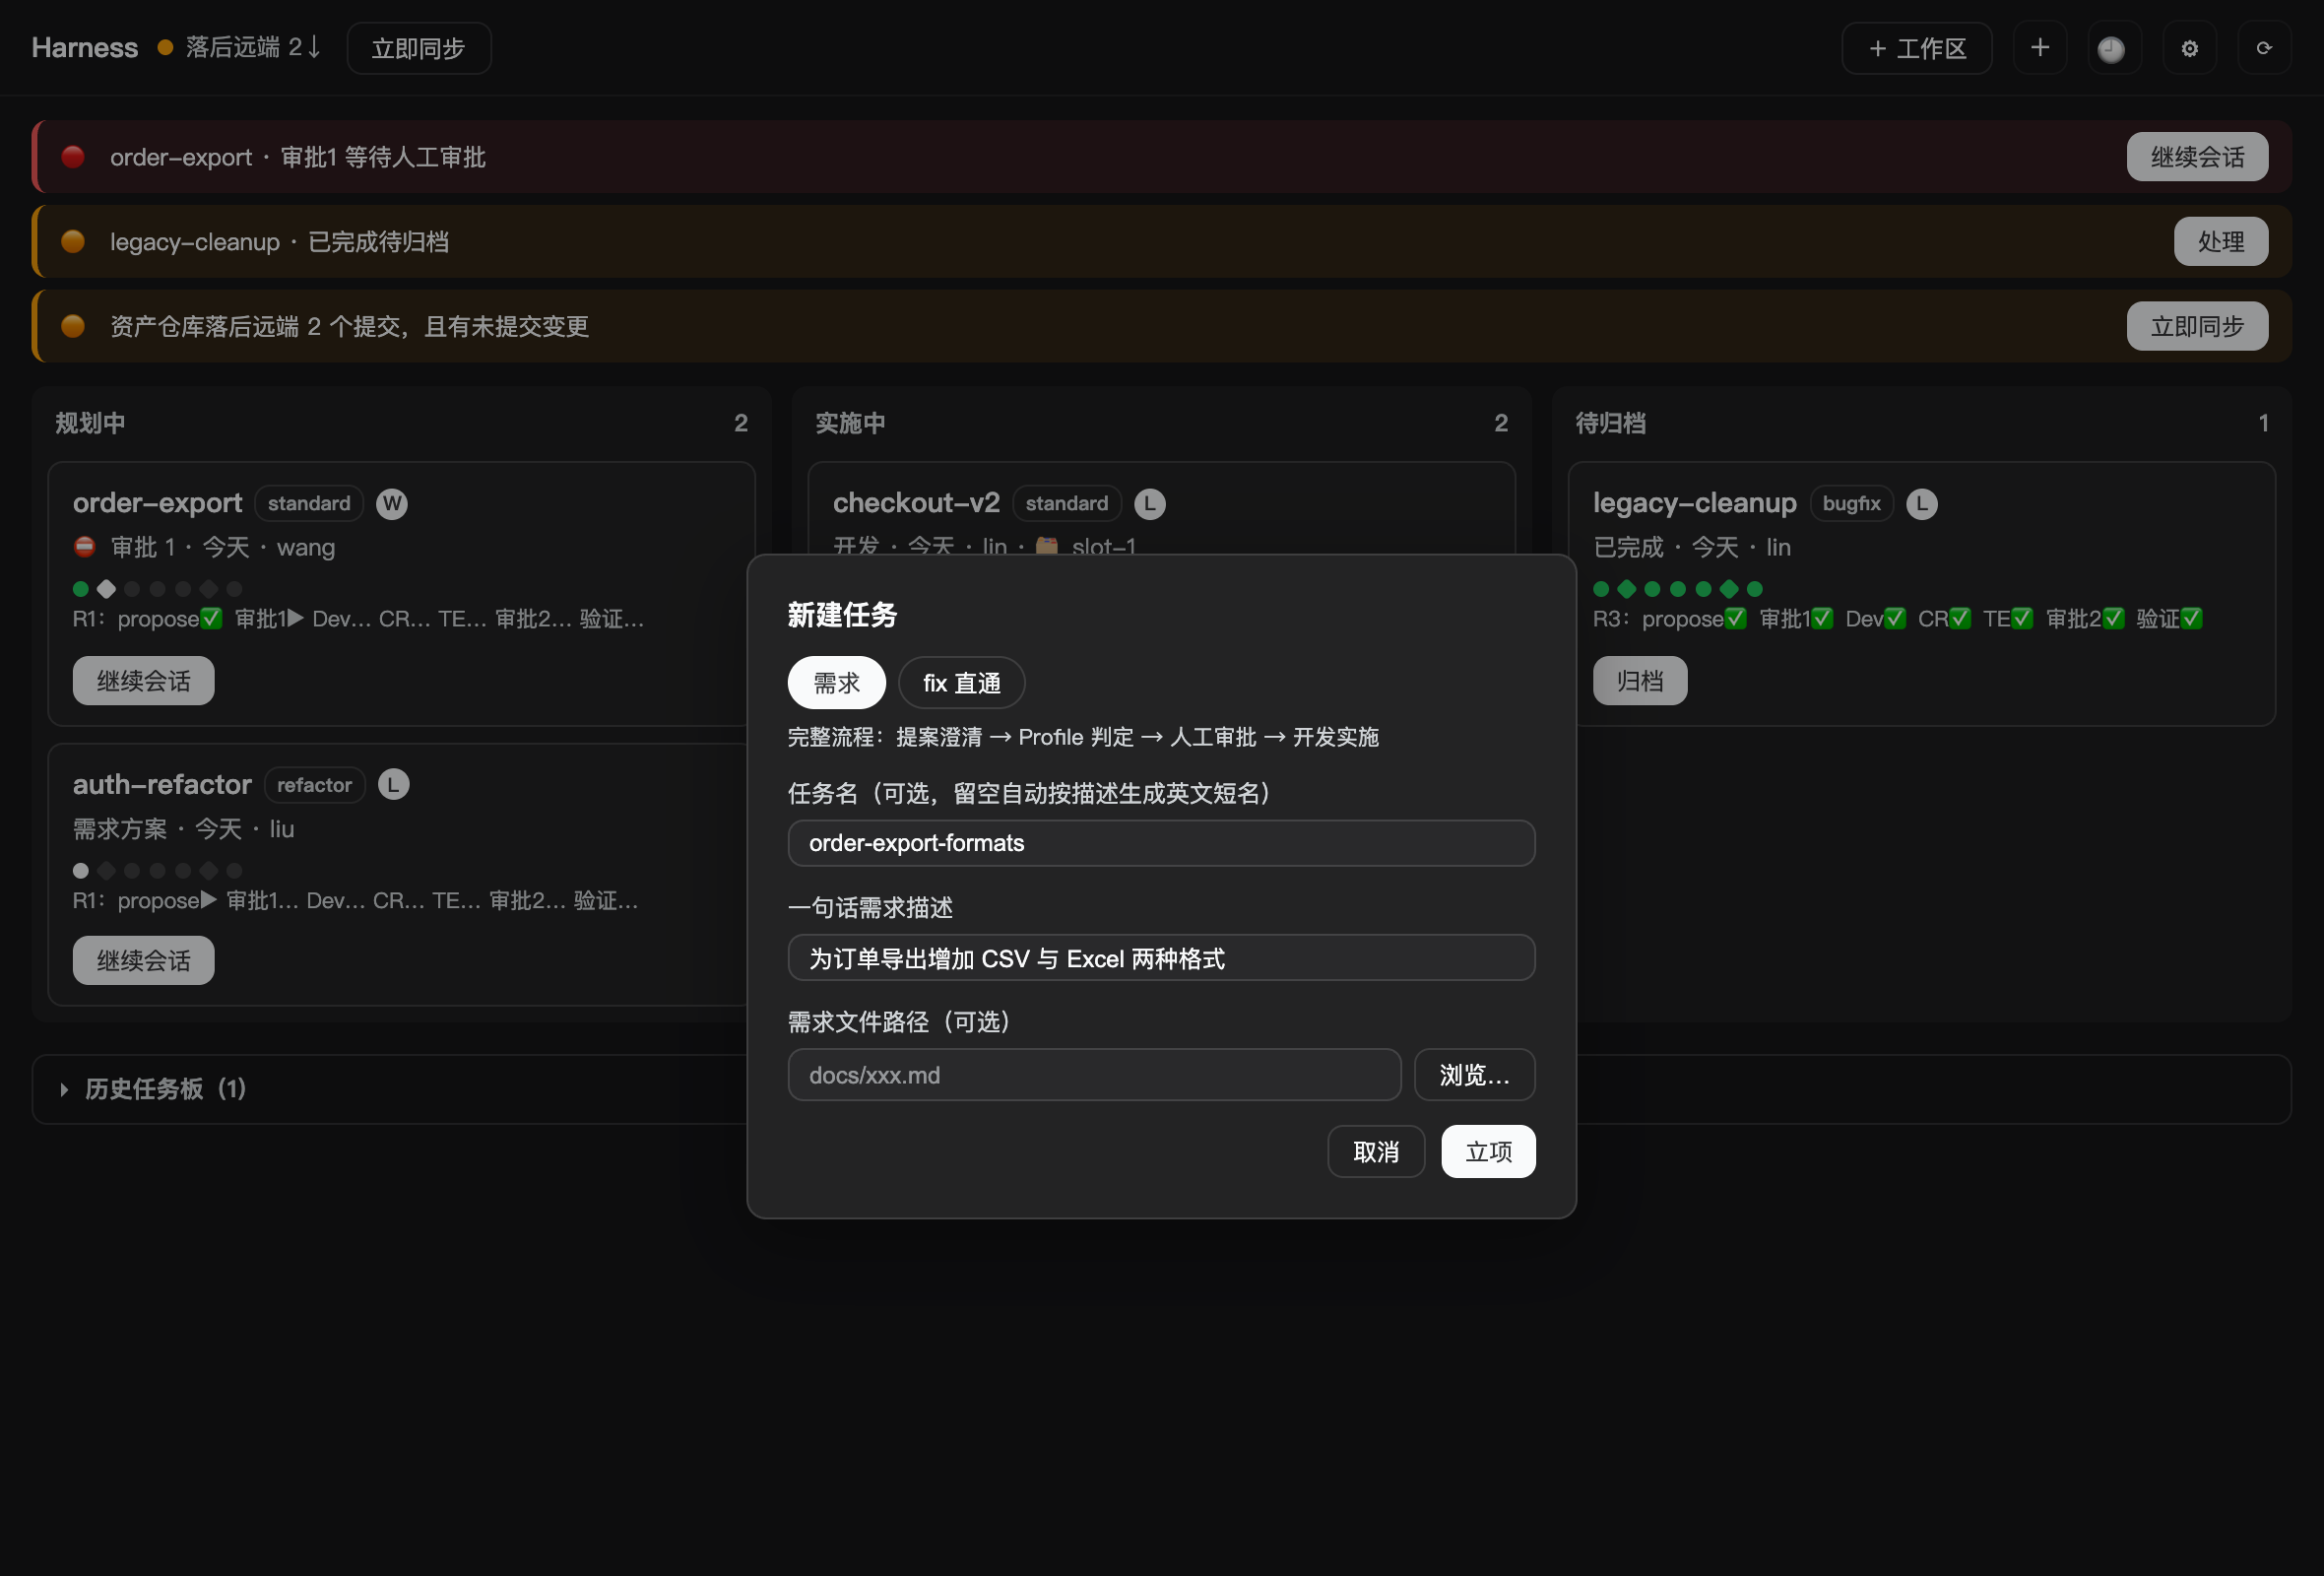 Harness 落后远端 2↓ 立即同步 + 工作区 +
order-export · 审批1 等待人工审批 继续会话
legacy-cleanup · 已完成待归档 处理
资产仓库落后远端 2 个提交，且有未提交变更 立即同步
规划中 2
order-export standard W
审批 1 · 今天 · wang
R1：propose✅ 审批1▶ Dev… CR… TE… 审批2… 验证…
继续会话
auth-refactor refactor L
需求方案 · 今天 · liu
R1：propose▶ 审批1… Dev… CR… TE… 审批2… 验证…
继续会话
实施中 2
checkout-v2 standard L
开发 · 今天 · lin · slot-1
待归档 1
legacy-cleanup bugfix L
已完成 · 今天 · lin
R3：propose✅ 审批1✅ Dev✅ CR✅ TE✅ 审批2✅ 验证✅
归档
历史任务板（1）
新建任务
需求 fix 直通
完整流程：提案澄清 → Profile 判定 → 人工审批 → 开发实施
任务名（可选，留空自动按描述生成英文短名）
order-export-formats
一句话需求描述
为订单导出增加 CSV 与 Excel 两种格式
需求文件路径（可选）
docs/xxx.md 浏览…
取消 立项